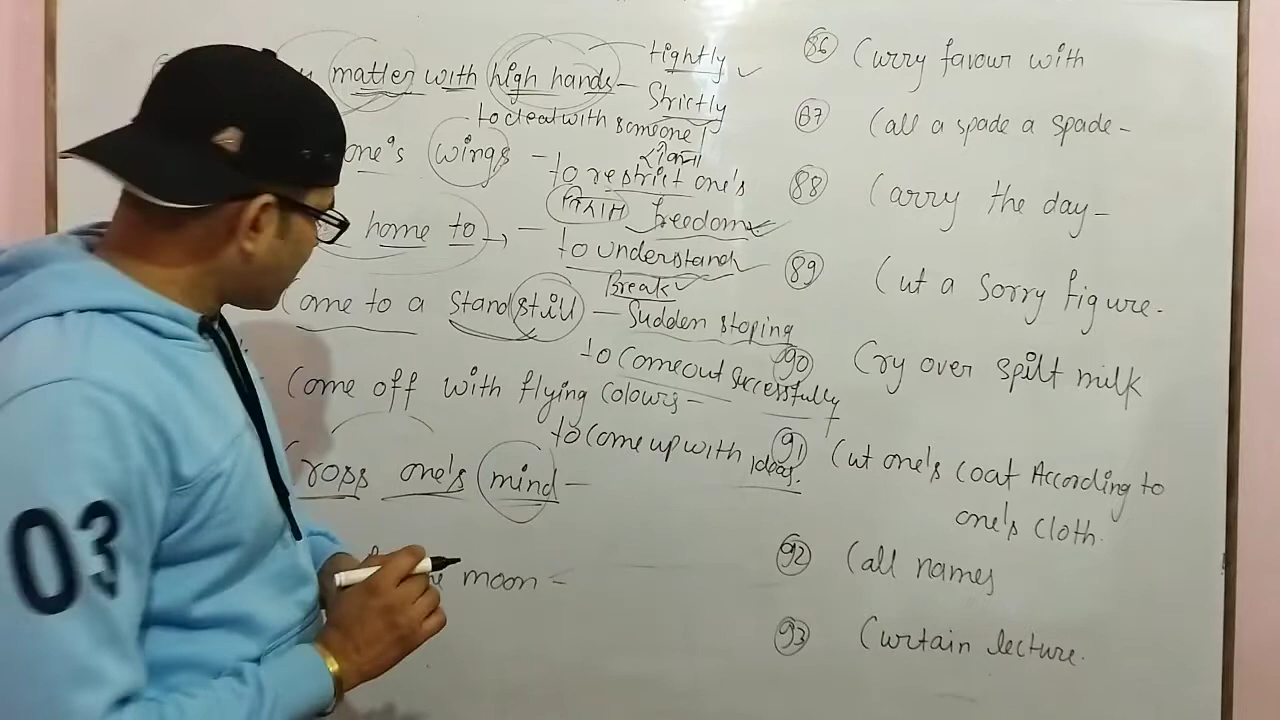 matter with high hands - tightly
Strictly
to deal with someone
one's wings - रोकना
to restrict one's
freedom
home to -
to understand
Break
Come to a Standstill - Sudden stoping
to Comeout Successfully
Come off with flying Colours -
to Come up with ideas.
Cross one's mind -
moon -
86 Curry favour with
87 Call a spade a spade -
88 Carry the day -
89 Cut a Sorry figure.
90 Cry over spilt milk
91 Cut one's coat According to
one's cloth.
92 Call names
93 Curtain lecture.
03